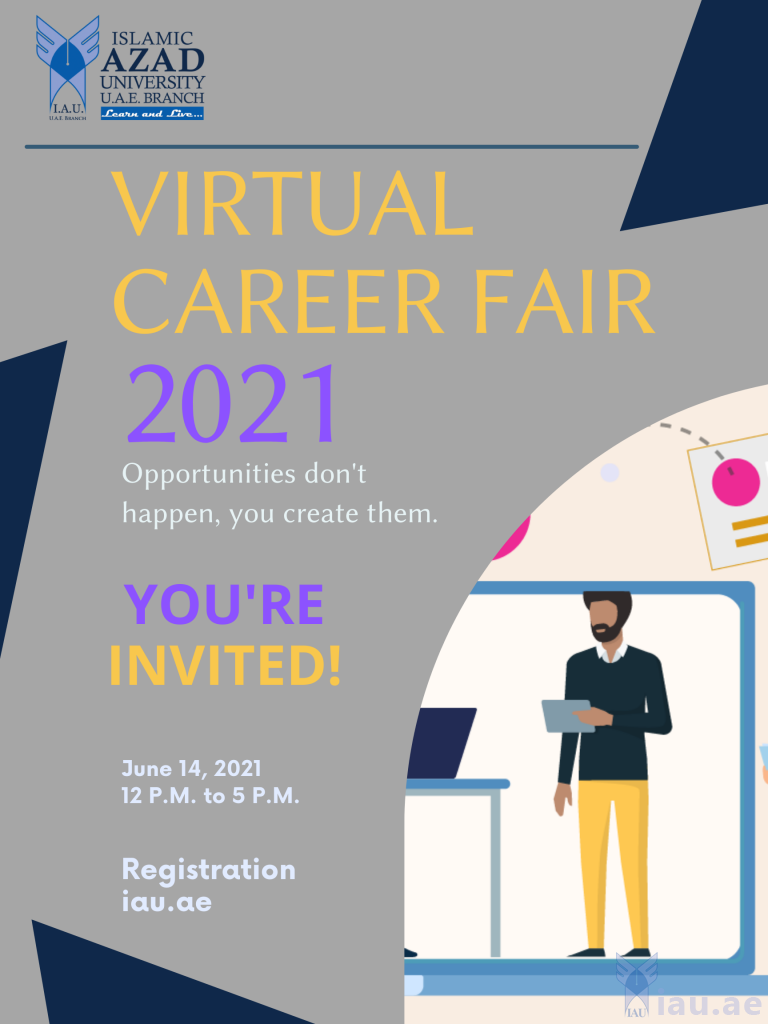 ISLAMIC
AZAD
UNIVERSITY
U.A.E. BRANCH
Learn and Live...
I.A.U.
U.A.E BRANCH
VIRTUAL
CAREER FAIR
2021
Opportunities don't
happen, you create them.
YOU'RE
INVITED!
June 14, 2021
12 P.M. to 5 P.M.
Registration
iau.ae
IAU
iau.ae